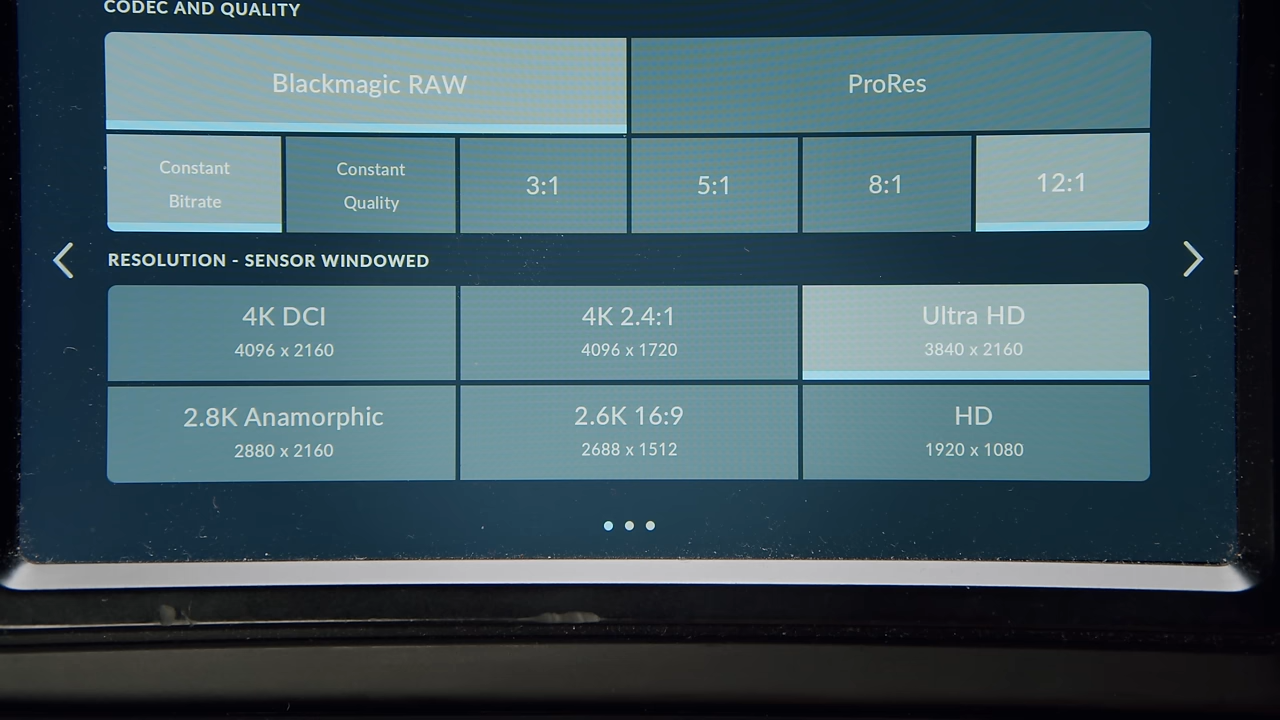 CODEC AND QUALITY
Blackmagic RAW
ProRes
Constant
Bitrate
Constant
Quality
3:1
5:1
8:1
12:1
RESOLUTION - SENSOR WINDOWED
4K DCI
4096 x 2160
4K 2.4:1
4096 x 1720
Ultra HD
3840 x 2160
2.8K Anamorphic
2880 x 2160
2.6K 16:9
2688 x 1512
HD
1920 x 1080